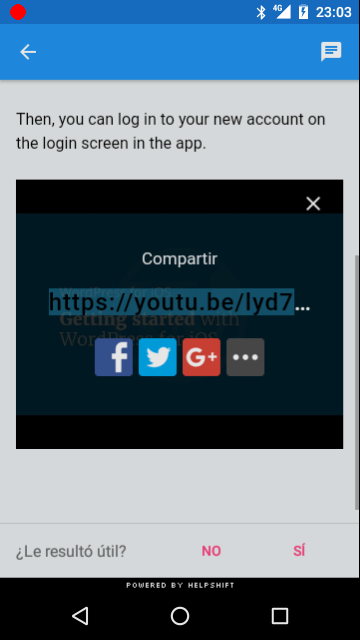 4G 23:03
Then, you can log in to your new account on
the login screen in the app.
Compartir
WordPress for iOS
https://youtu.be/lyd7...
Getting started with
WordPress for iOS
f G+
¿Le resultó útil? NO SÍ
POWERED BY HELPSHIFT